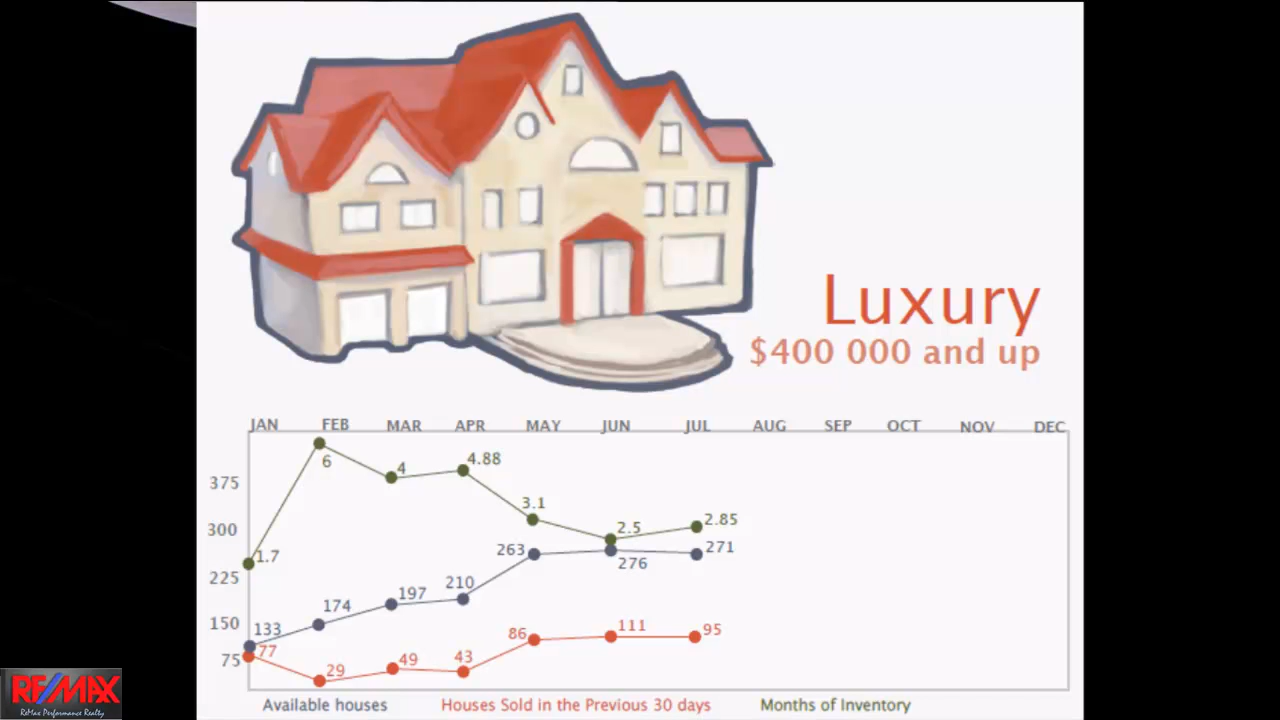 Luxury
$400 000 and up
JAN FEB MAR APR MAY JUN JUL AUG SEP OCT NOV DEC
375
300
225
150
75
6 4 4.88 3.1 2.5 2.85 1.7
133 174 197 210 263 276 271
77 29 49 43 86 111 95
Available houses Houses Sold in the Previous 30 days Months of Inventory
RE/MAX
ReMax Performance Realty